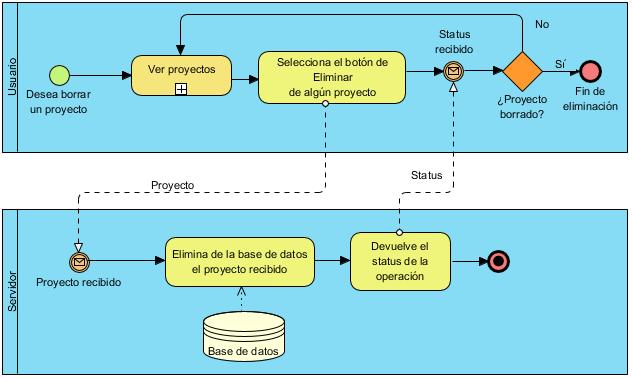 Usuario
Desea borrar
un proyecto
Ver proyectos
Selecciona el botón de
Eliminar
de algún proyecto
Status
recibido
No
Sí
¿Proyecto
borrado?
Fin de
eliminación
Proyecto
Status
Servidor
Proyecto recibido
Elimina de la base de datos
el proyecto recibido
Devuelve el
status de la
operación
Base de datos